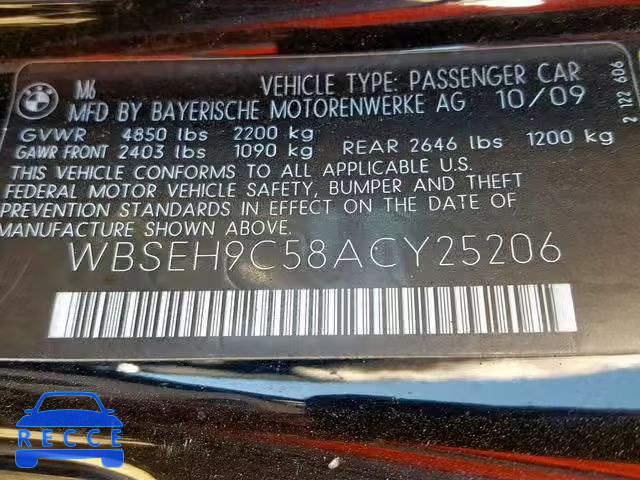 BMW
M6
VEHICLE TYPE: PASSENGER CAR
MFD BY BAYERISCHE MOTORENWERKE AG 10/09
GVWR 4850 lbs 2200 kg
GAWR FRONT 2403 lbs 1090 kg REAR 2646 lbs 1200 kg
THIS VEHICLE CONFORMS TO ALL APPLICABLE U.S.
FEDERAL MOTOR VEHICLE SAFETY, BUMPER AND THEFT
PREVENTION STANDARDS IN EFFECT ON THE DATE OF
MANUFACTURE
WBSEH9C58ACY25206
2 122 606
RECCE